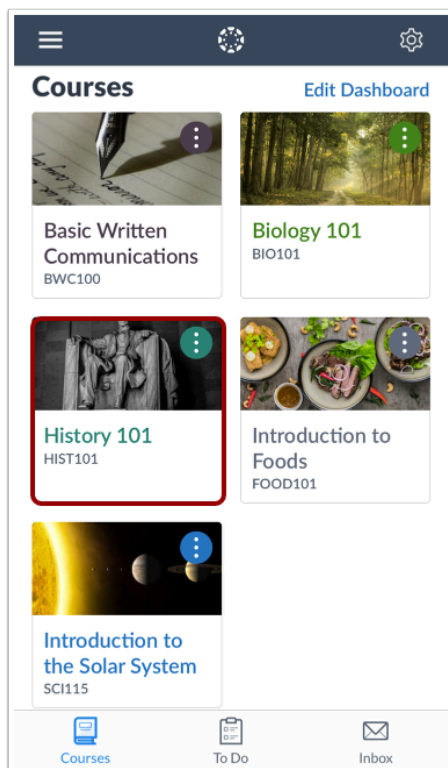 Courses
Edit Dashboard
Basic Written
Communications
BWC100
Biology 101
BIO101
History 101
HIST101
Introduction to
Foods
FOOD101
Introduction to
the Solar System
SCI115
Courses
To Do
Inbox